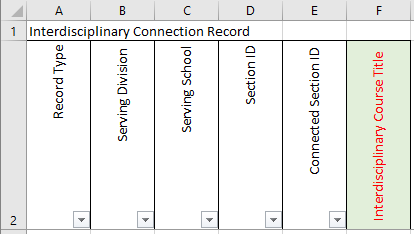 A B C D E F
1 Interdisciplinary Connection Record
2 Record Type
Serving Division
Serving School
Section ID
Connected Section ID
Interdisciplinary Course Title